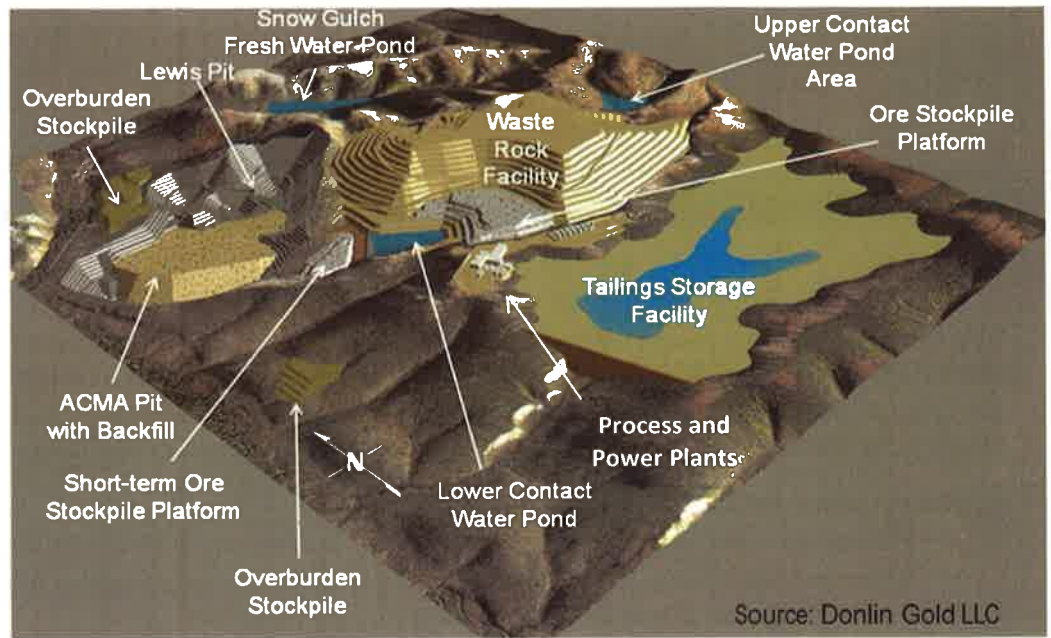 Snow Gulch
Fresh Water Pond
Lewis Pit
Overburden
Stockpile
Upper Contact
Water Pond
Area
Ore Stockpile
Platform
Waste
Rock
Facility
Tailings Storage
Facility
ACMA Pit
with Backfill
Short-term Ore
Stockpile Platform
N
Lower Contact
Water Pond
Process and
Power Plants
Overburden
Stockpile
Source: Donlin Gold LLC